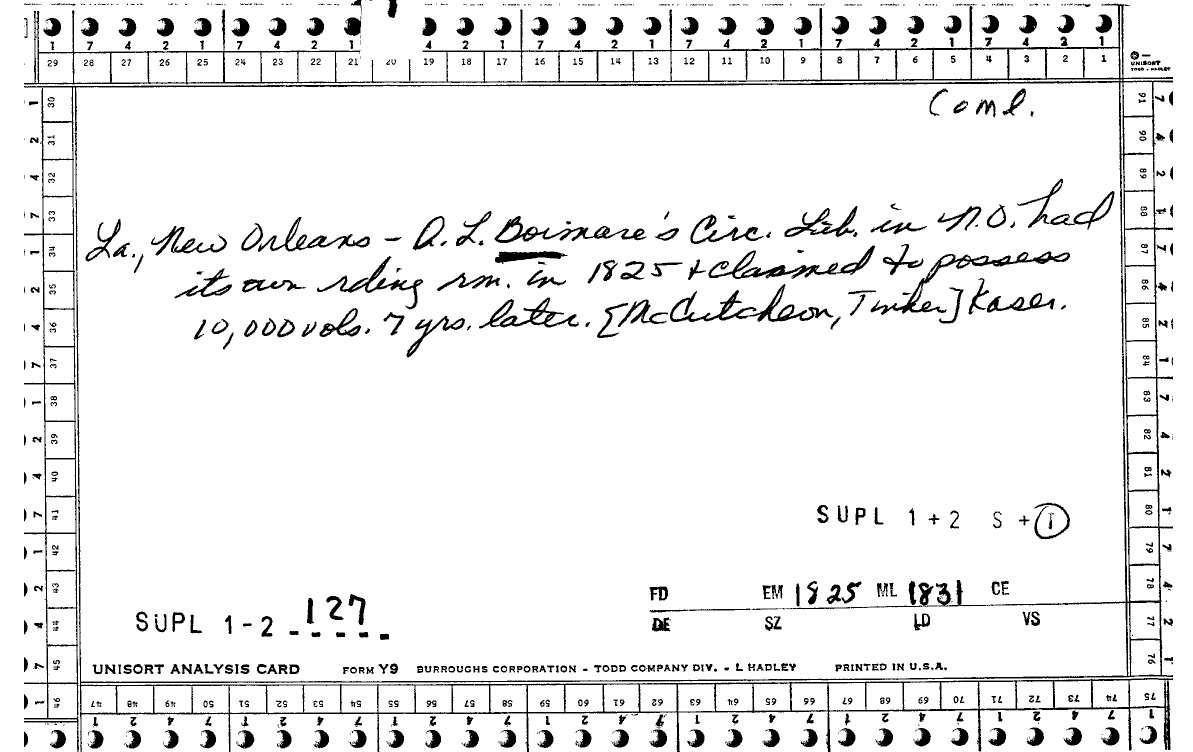 1 7 4 2 1 7 4 2 1 4 2 1 7 4 2 1 7 4 2 1 7 4 2 1 7 4 2 1
29 28 27 26 25 24 23 22 21 20 19 18 17 16 15 14 13 12 11 10 9 8 7 6 5 4 3 2 1
UNISORT
TODD - HADLEY
Coml.
La., New Orleans - A. L. Boimare's Circ. Lib. in N.O. had
its own rding rm. in 1825 + claimed to possess
10,000 vols. 7 yrs. later. [McCutcheon, Tinker] Kaser.
SUPL 1+2 S + T
FD EM 1825 ML 1831 CE
DE SZ LD VS
SUPL 1-2 127
UNISORT ANALYSIS CARD FORM Y9 BURROUGHS CORPORATION - TODD COMPANY DIV. - L HADLEY PRINTED IN U.S.A.
30 31 32 33 34 35 36 37 38 39 40 41 42 43 44 45 46
47 48 49 50 51 52 53 54 55 56 57 58 59 60 61 62 63 64 65 66 67 68 69 70 71 72 73 74 75
91 90 89 88 87 86 85 84 83 82 81 80 79 78 77 76